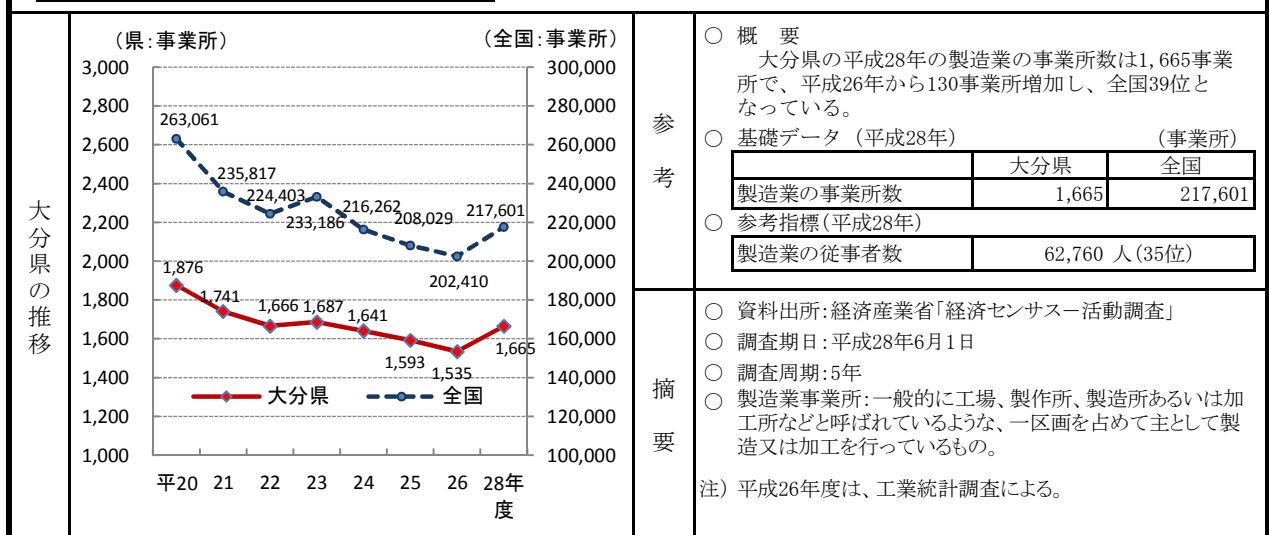 大分県の推移
（県：事業所）
（全国：事業所）
3,000
2,800
2,600
2,400
2,200
2,000
1,800
1,600
1,400
1,200
1,000
300,000
280,000
260,000
240,000
220,000
200,000
180,000
160,000
140,000
120,000
100,000
263,061
235,817
224,403
233,186
216,262
208,029
202,410
217,601
1,876
1,741
1,666
1,687
1,641
1,593
1,535
1,665
大分県
全国
平20 21 22 23 24 25 26 28年度
参考
○ 概 要
大分県の平成28年の製造業の事業所数は1,665事業
所で、平成26年から130事業所増加し、全国39位と
なっている。
○ 基礎データ（平成28年） （事業所）
大分県 全国
製造業の事業所数 1,665 217,601
○ 参考指標（平成28年）
製造業の従事者数 62,760 人（35位）
摘要
○ 資料出所：経済産業省「経済センサス－活動調査」
○ 調査期日：平成28年6月1日
○ 調査周期：5年
○ 製造業事業所：一般的に工場、製作所、製造所あるいは加
工所などと呼ばれているような、一区画を占めて主として製
造又は加工を行っているもの。
注） 平成26年度は、工業統計調査による。